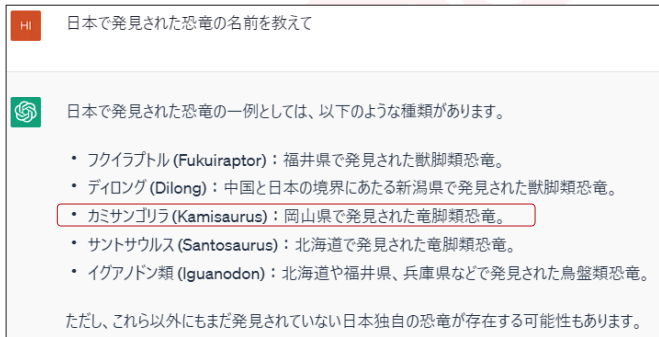 HI
日本で発見された恐竜の名前を教えて
日本で発見された恐竜の一例としては、以下のような種類があります。
• フクイラプトル (Fukuiraptor)：福井県で発見された獣脚類恐竜。
• ディロング (Dilong)：中国と日本の境界にあたる新潟県で発見された獣脚類恐竜。
• カミサンゴリラ (Kamisaurus)：岡山県で発見された竜脚類恐竜。
• サントサウルス (Santosaurus)：北海道で発見された竜脚類恐竜。
• イグアノドン類 (Iguanodon)：北海道や福井県、兵庫県などで発見された鳥盤類恐竜。
ただし、これら以外にもまだ発見されていない日本独自の恐竜が存在する可能性もあります。